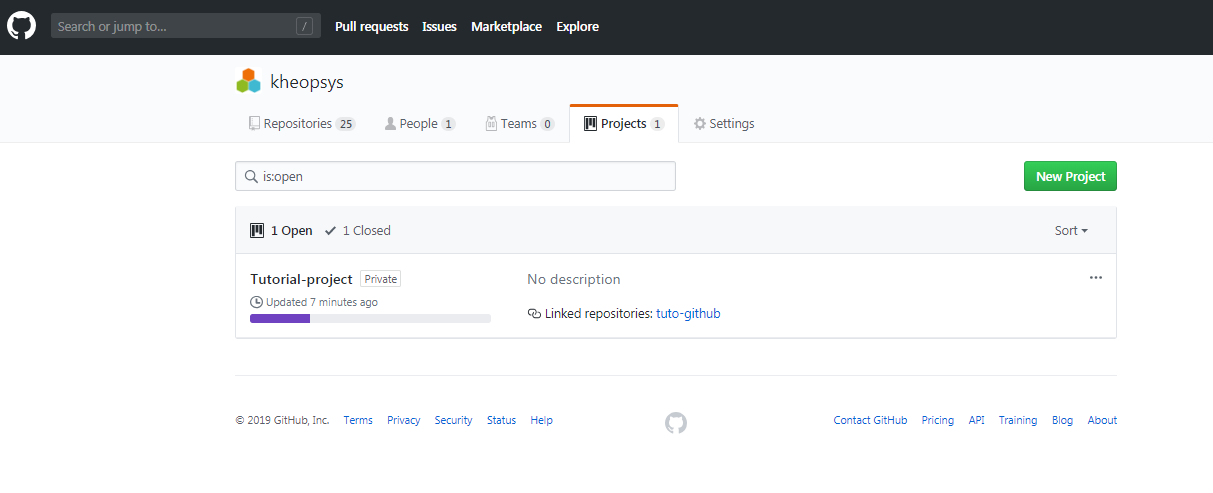 Search or jump to... / Pull requests Issues Marketplace Explore
kheopsys
Repositories 25 People 1 Teams 0 Projects 1 Settings
is:open New Project
1 Open 1 Closed Sort
Tutorial-project Private No description
Updated 7 minutes ago
Linked repositories: tuto-github
© 2019 GitHub, Inc. Terms Privacy Security Status Help Contact GitHub Pricing API Training Blog About